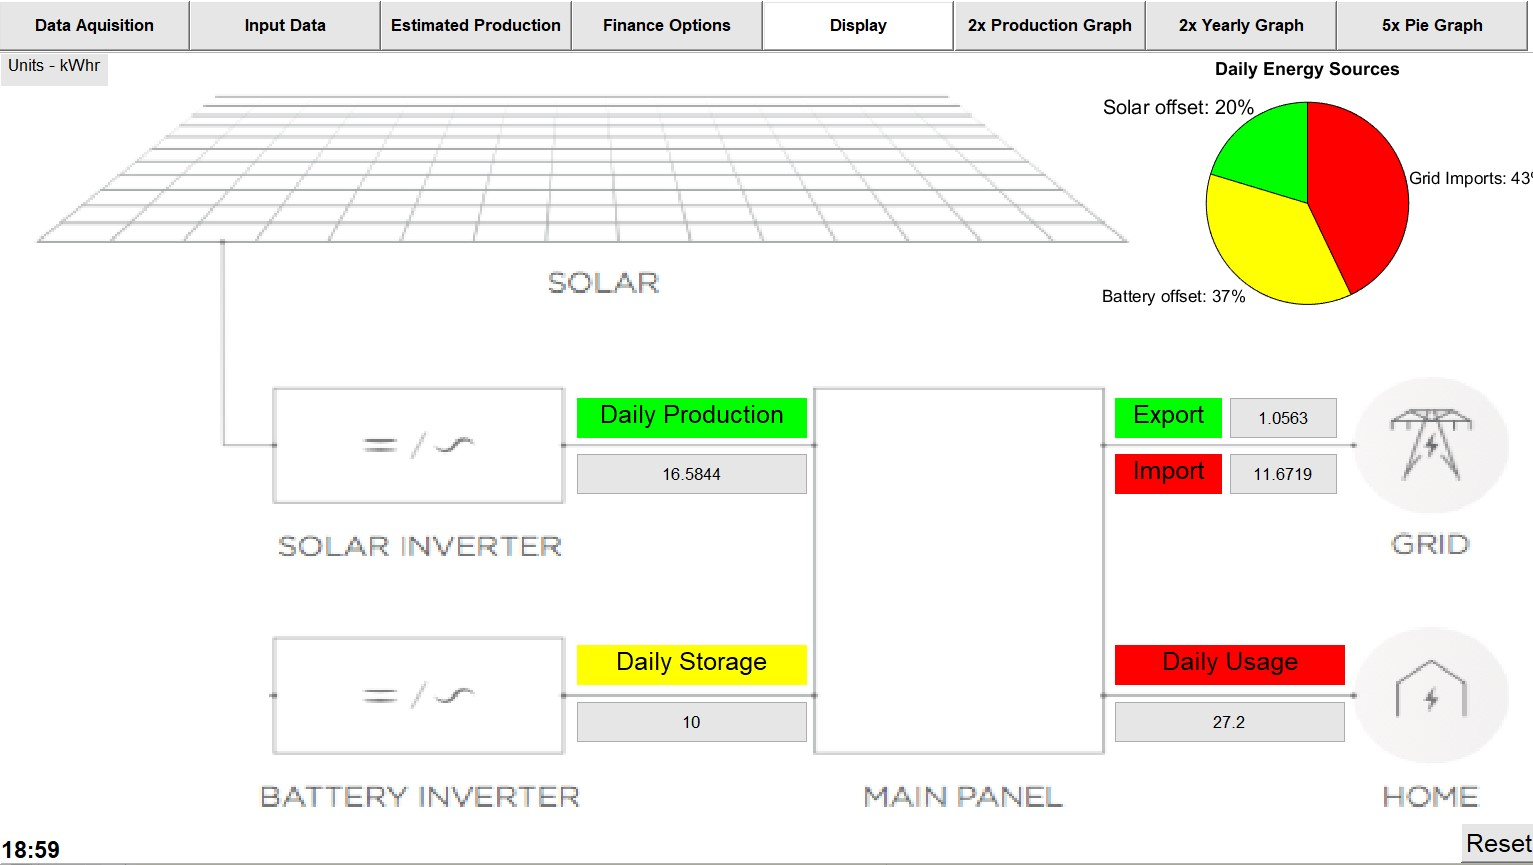 Data Aquisition
Input Data
Estimated Production
Finance Options
Display
2x Production Graph
2x Yearly Graph
5x Pie Graph
Units - kWhr
Daily Energy Sources
Solar offset: 20%
Grid Imports: 43%
Battery offset: 37%
SOLAR
Daily Production
16.5844
Export
1.0563
Import
11.6719
SOLAR INVERTER
GRID
Daily Storage
10
Daily Usage
27.2
BATTERY INVERTER
MAIN PANEL
HOME
18:59
Reset